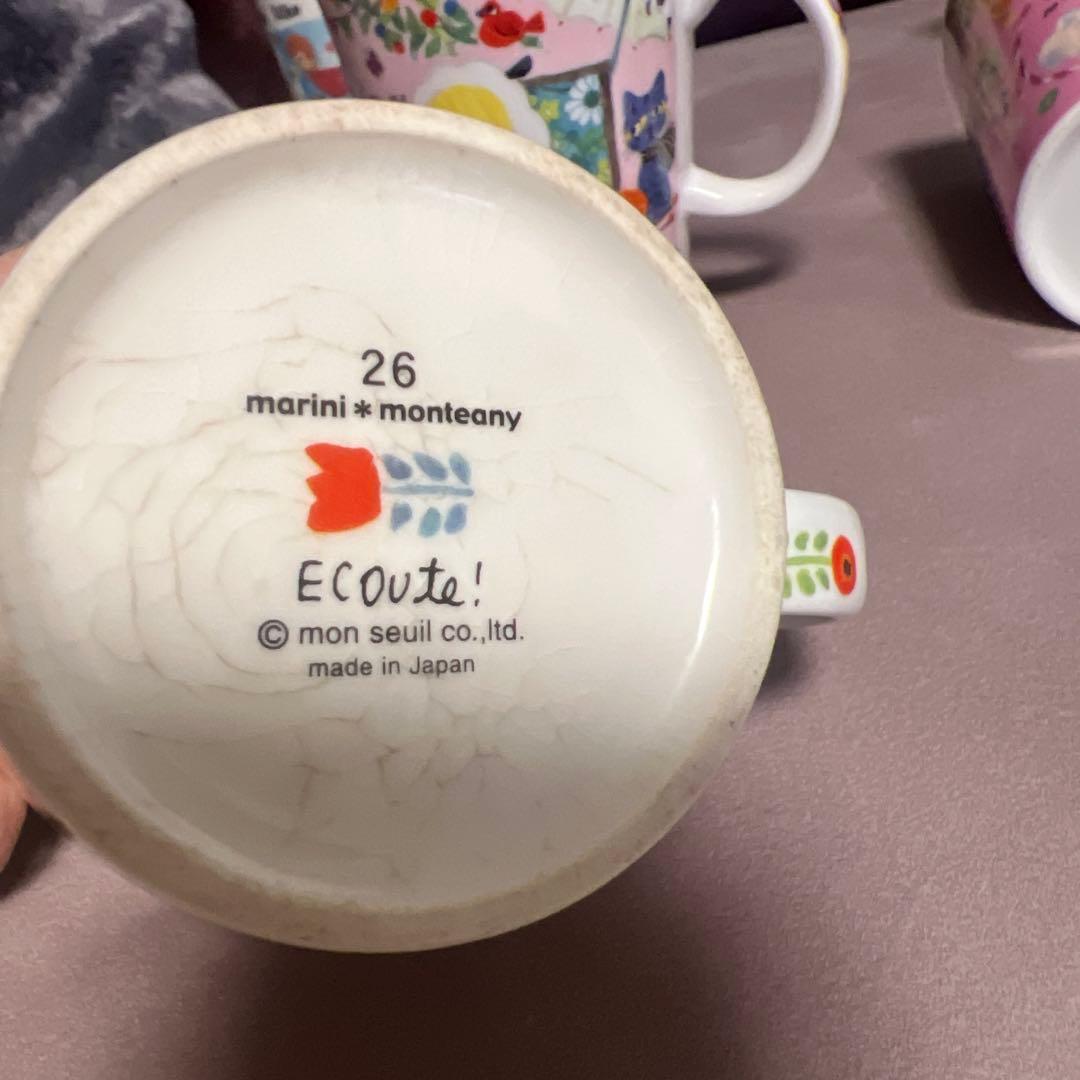 26
marini*monteany
ECOUte!
© mon seuil co.,ltd.
made in Japan